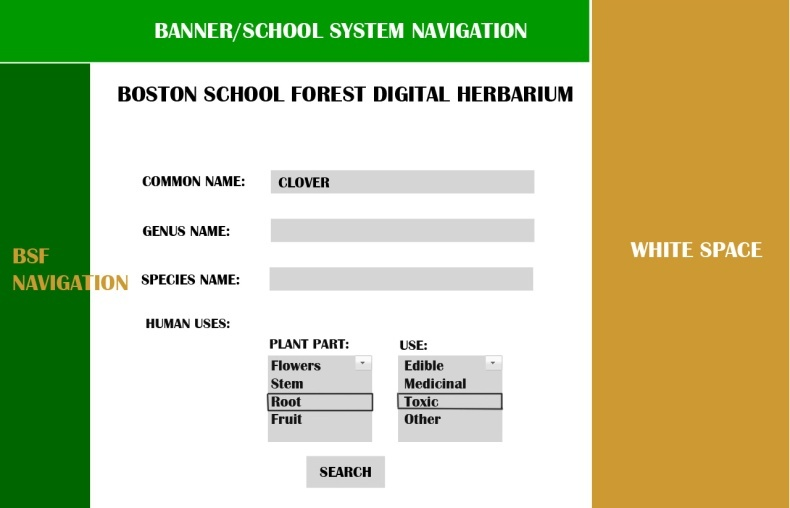 BANNER/SCHOOL SYSTEM NAVIGATION
BOSTON SCHOOL FOREST DIGITAL HERBARIUM
COMMON NAME: CLOVER
GENUS NAME:
BSF
NAVIGATION
WHITE SPACE
SPECIES NAME:
HUMAN USES:
PLANT PART: USE:
Flowers Edible
Stem Medicinal
Root Toxic
Fruit Other
SEARCH